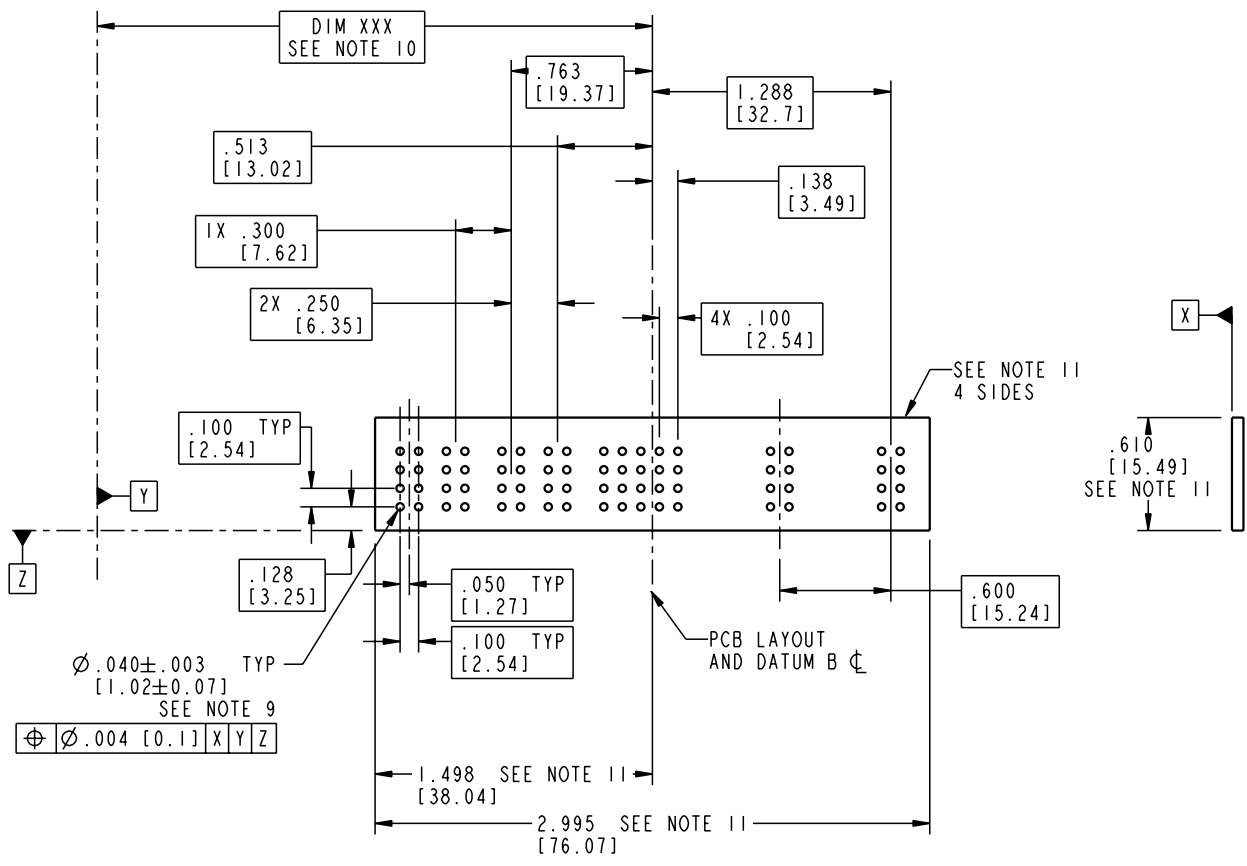 DIM XXX
SEE NOTE 10
.763
[19.37]
1.288
[32.7]
.513
[13.02]
.138
[3.49]
1X .300
[7.62]
2X .250
[6.35]
4X .100
[2.54]
X
SEE NOTE 11
4 SIDES
.100 TYP
[2.54]
.610
[15.49]
SEE NOTE 11
Y
Z
.128
[3.25]
.050 TYP
[1.27]
.600
[15.24]
.100 TYP
[2.54]
PCB LAYOUT
AND DATUM B ℄
Ø.040±.003 TYP
[1.02±0.07]
SEE NOTE 9
⌖ Ø.004 [0.1] X Y Z
1.498 SEE NOTE 11
[38.04]
2.995 SEE NOTE 11
[76.07]